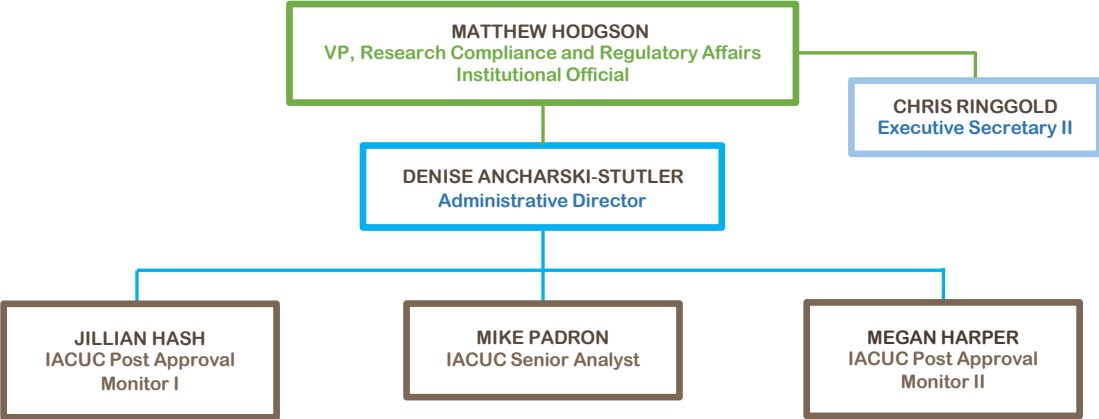 MATTHEW HODGSON
VP, Research Compliance and Regulatory Affairs
Institutional Official
CHRIS RINGGOLD
Executive Secretary II
DENISE ANCHARSKI-STUTLER
Administrative Director
JILLIAN HASH
IACUC Post Approval
Monitor I
MIKE PADRON
IACUC Senior Analyst
MEGAN HARPER
IACUC Post Approval
Monitor II